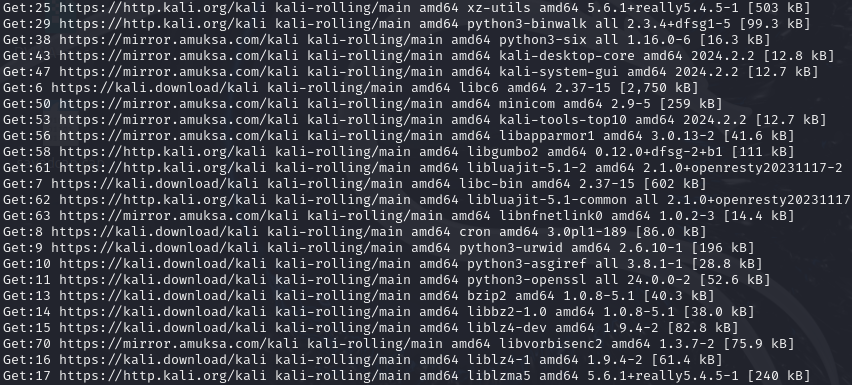 Get:25 https://http.kali.org/kali kali-rolling/main amd64 xz-utils amd64 5.6.1+really5.4.5-1 [503 kB]
Get:29 https://http.kali.org/kali kali-rolling/main amd64 python3-binwalk all 2.3.4+dfsg1-5 [99.3 kB]
Get:38 https://mirror.amuksa.com/kali kali-rolling/main amd64 python3-six all 1.16.0-6 [16.3 kB]
Get:43 https://mirror.amuksa.com/kali kali-rolling/main amd64 kali-desktop-core amd64 2024.2.2 [12.8 kB]
Get:47 https://mirror.amuksa.com/kali kali-rolling/main amd64 kali-system-gui amd64 2024.2.2 [12.7 kB]
Get:6 https://kali.download/kali kali-rolling/main amd64 libc6 amd64 2.37-15 [2,750 kB]
Get:50 https://mirror.amuksa.com/kali kali-rolling/main amd64 minicom amd64 2.9-5 [259 kB]
Get:53 https://mirror.amuksa.com/kali kali-rolling/main amd64 kali-tools-top10 amd64 2024.2.2 [12.7 kB]
Get:56 https://mirror.amuksa.com/kali kali-rolling/main amd64 libapparmor1 amd64 3.0.13-2 [41.6 kB]
Get:58 https://http.kali.org/kali kali-rolling/main amd64 libgumbo2 amd64 0.12.0+dfsg-2+b1 [111 kB]
Get:61 https://http.kali.org/kali kali-rolling/main amd64 libluajit-5.1-2 amd64 2.1.0+openresty20231117-2
Get:7 https://kali.download/kali kali-rolling/main amd64 libc-bin amd64 2.37-15 [602 kB]
Get:62 https://http.kali.org/kali kali-rolling/main amd64 libluajit-5.1-common all 2.1.0+openresty20231117
Get:63 https://mirror.amuksa.com/kali kali-rolling/main amd64 libnfnetlink0 amd64 1.0.2-3 [14.4 kB]
Get:8 https://kali.download/kali kali-rolling/main amd64 cron amd64 3.0pl1-189 [86.0 kB]
Get:9 https://kali.download/kali kali-rolling/main amd64 python3-urwid amd64 2.6.10-1 [196 kB]
Get:10 https://kali.download/kali kali-rolling/main amd64 python3-asgiref all 3.8.1-1 [28.8 kB]
Get:11 https://kali.download/kali kali-rolling/main amd64 python3-openssl all 24.0.0-2 [52.6 kB]
Get:13 https://kali.download/kali kali-rolling/main amd64 bzip2 amd64 1.0.8-5.1 [40.3 kB]
Get:14 https://kali.download/kali kali-rolling/main amd64 libbz2-1.0 amd64 1.0.8-5.1 [38.0 kB]
Get:15 https://kali.download/kali kali-rolling/main amd64 liblz4-dev amd64 1.9.4-2 [82.8 kB]
Get:70 https://mirror.amuksa.com/kali kali-rolling/main amd64 libvorbisenc2 amd64 1.3.7-2 [75.9 kB]
Get:16 https://kali.download/kali kali-rolling/main amd64 liblz4-1 amd64 1.9.4-2 [61.4 kB]
Get:17 https://kali.download/kali kali-rolling/main amd64 liblzma5 amd64 5.6.1+really5.4.5-1 [240 kB]